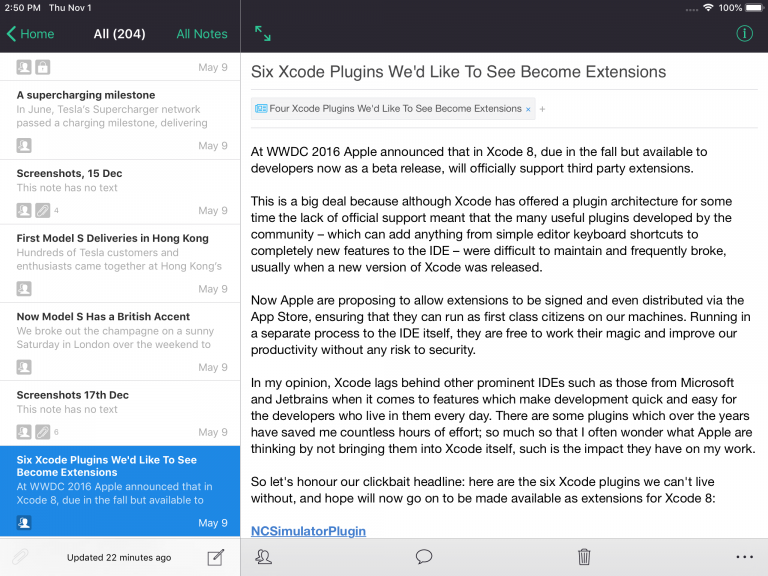 2:50 PM Thu Nov 1
100%
Home
All (204)
All Notes
May 9
A supercharging milestone
In June, Tesla's Supercharger network
passed a charging milestone, delivering
May 9
Screenshots, 15 Dec
This note has no text
4
May 9
First Model S Deliveries in Hong Kong
Hundreds of Tesla customers and
enthusiasts came together at Hong Kong's
May 9
Now Model S Has a British Accent
We broke out the champagne on a sunny
Saturday in London over the weekend to
May 9
Screenshots 17th Dec
This note has no text
6
May 9
Six Xcode Plugins We'd Like To See
Become Extensions
At WWDC 2016 Apple announced that in
Xcode 8, due in the fall but available to
May 9
Updated 22 minutes ago
Six Xcode Plugins We'd Like To See Become Extensions
Four Xcode Plugins We'd Like To See Become Extensions × +
At WWDC 2016 Apple announced that in Xcode 8, due in the fall but available to
developers now as a beta release, will officially support third party extensions.
This is a big deal because although Xcode has offered a plugin architecture for some
time the lack of official support meant that the many useful plugins developed by the
community – which can add anything from simple editor keyboard shortcuts to
completely new features to the IDE – were difficult to maintain and frequently broke,
usually when a new version of Xcode was released.
Now Apple are proposing to allow extensions to be signed and even distributed via the
App Store, ensuring that they can run as first class citizens on our machines. Running in
a separate process to the IDE itself, they are free to work their magic and improve our
productivity without any risk to security.
In my opinion, Xcode lags behind other prominent IDEs such as those from Microsoft
and Jetbrains when it comes to features which make development quick and easy for
the developers who live in them every day. There are some plugins which over the years
have saved me countless hours of effort; so much so that I often wonder what Apple are
thinking by not bringing them into Xcode itself, such is the impact they have on my work.
So let's honour our clickbait headline: here are the six Xcode plugins we can't live
without, and hope will now go on to be made available as extensions for Xcode 8:
NCSimulatorPlugin